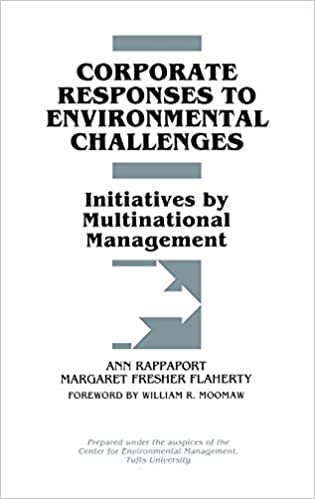 CORPORATE
RESPONSES TO
ENVIRONMENTAL
CHALLENGES
Initiatives by
Multinational
Management
ANN RAPPAPORT
MARGARET FRESHER FLAHERTY
FOREWORD BY WILLIAM R. MOOMAW
Prepared under the auspices of the
Center for Environmental Management,
Tufts University